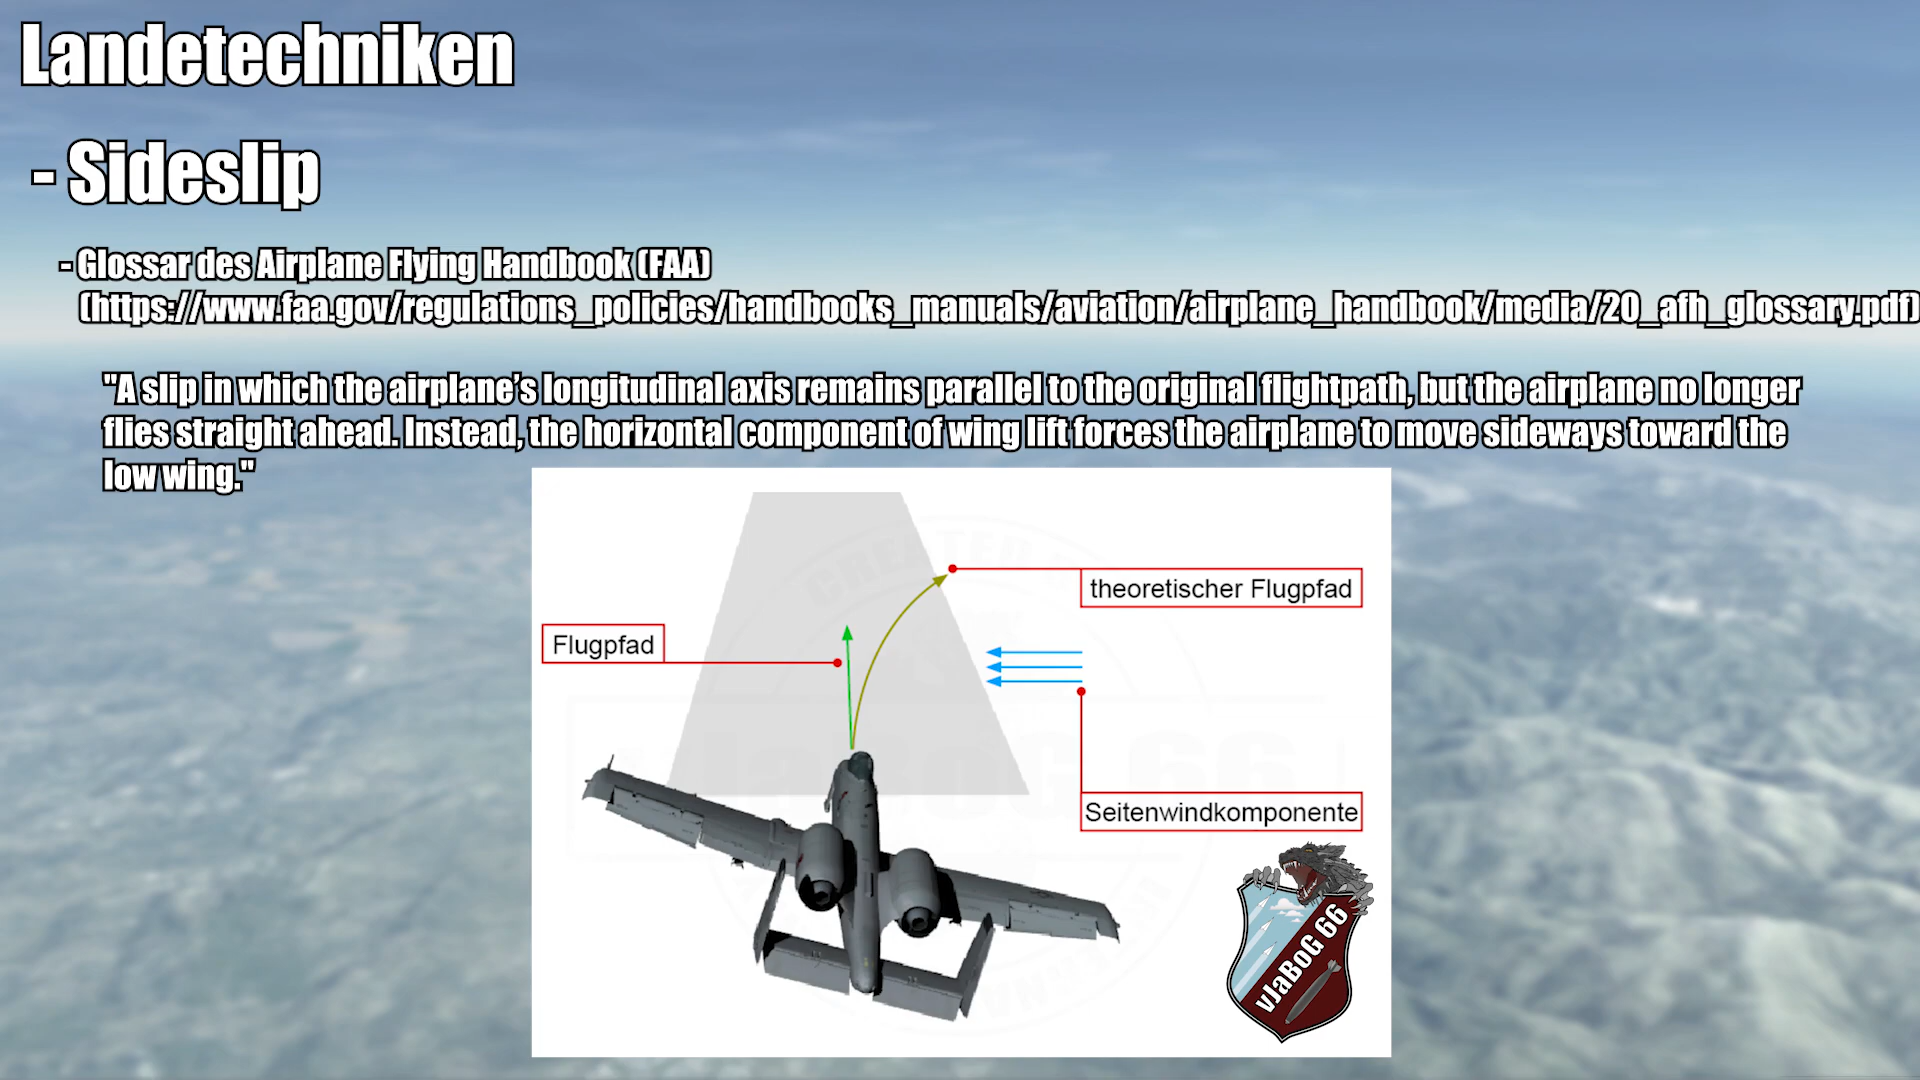 Landetechniken
- Sideslip
- Glossar des Airplane Flying Handbook (FAA)
(https://www.faa.gov/regulations_policies/handbooks_manuals/aviation/airplane_handbook/media/20_afh_glossary.pdf)
"A slip in which the airplane’s longitudinal axis remains parallel to the original flightpath, but the airplane no longer
flies straight ahead. Instead, the horizontal component of wing lift forces the airplane to move sideways toward the
low wing."
theoretischer Flugpfad
Flugpfad
Seitenwindkomponente
vJaBoG 66